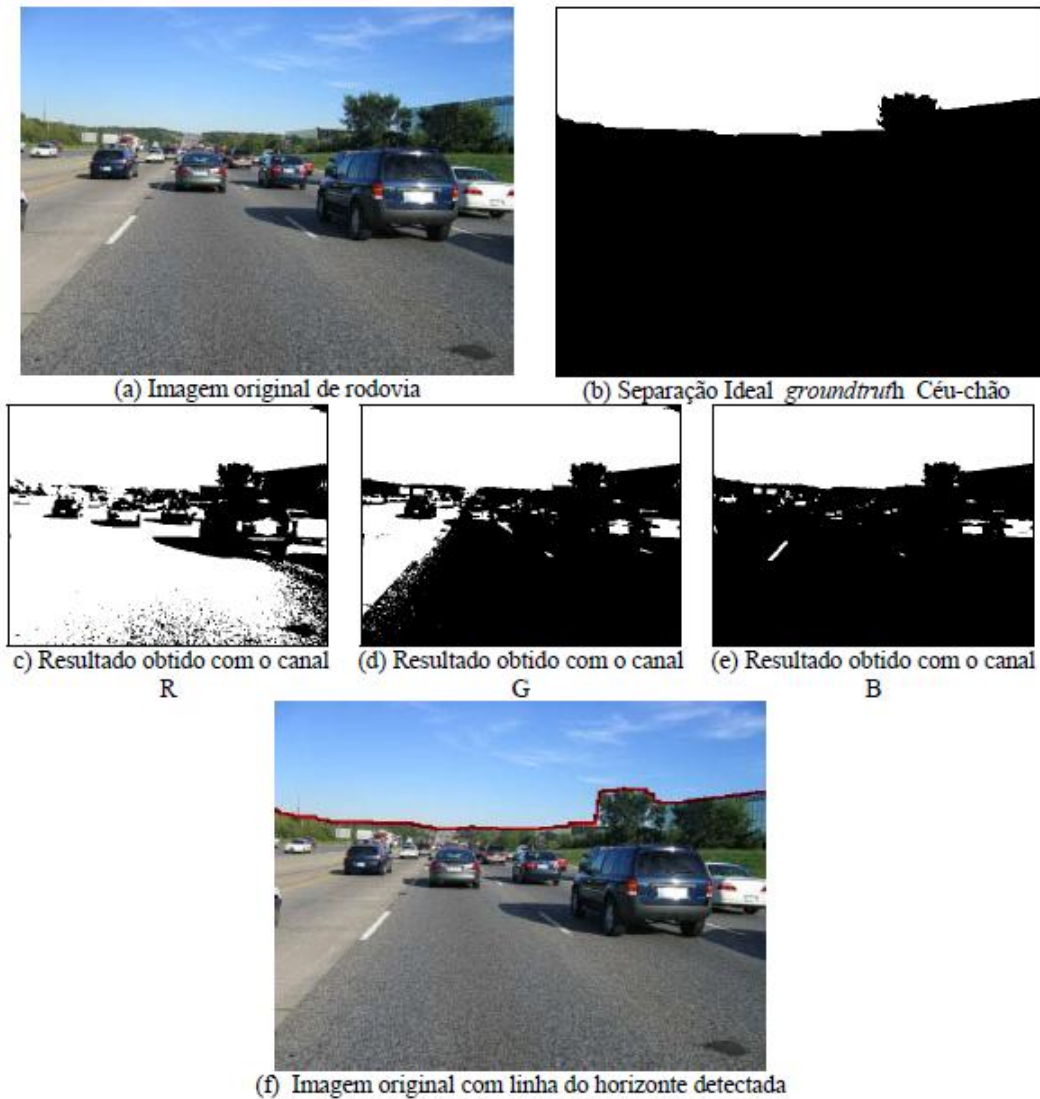 (a) Imagem original de rodovia
(b) Separação Ideal groundtruth Céu-chão
c) Resultado obtido com o canal
R
(d) Resultado obtido com o canal
G
(e) Resultado obtido com o canal
B
(f) Imagem original com linha do horizonte detectada